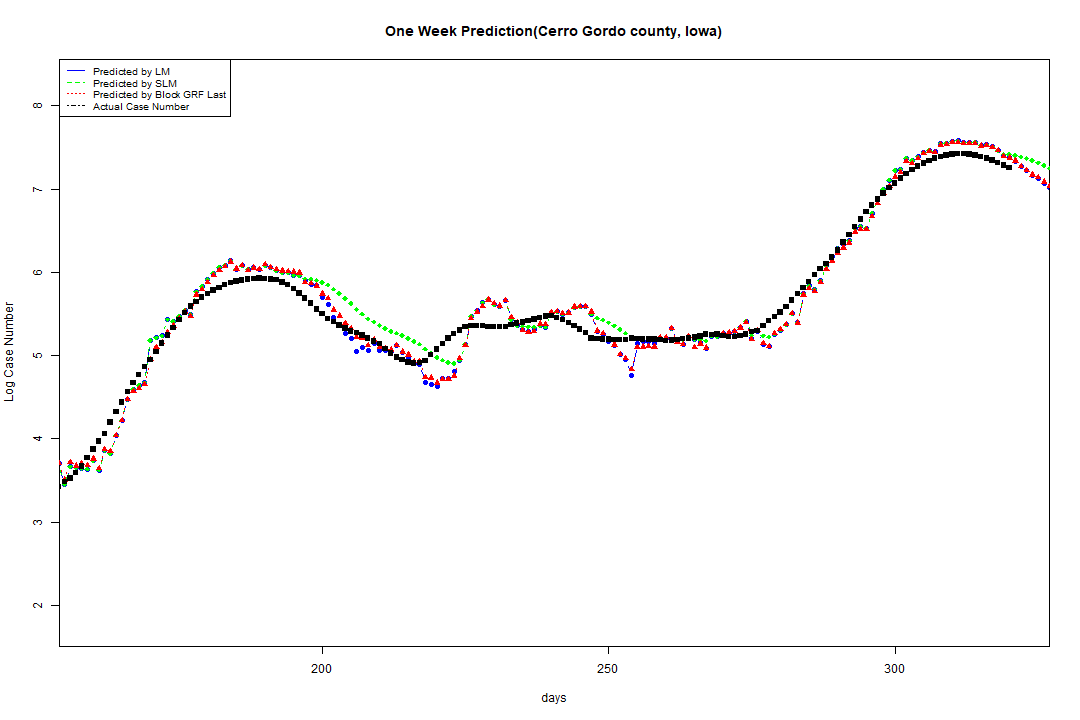 One Week Prediction(Cerro Gordo county, Iowa)
Predicted by LM
Predicted by SLM
Predicted by Block GRF Last
Actual Case Number
8
7
6
5
4
3
2
Log Case Number
200
250
300
days